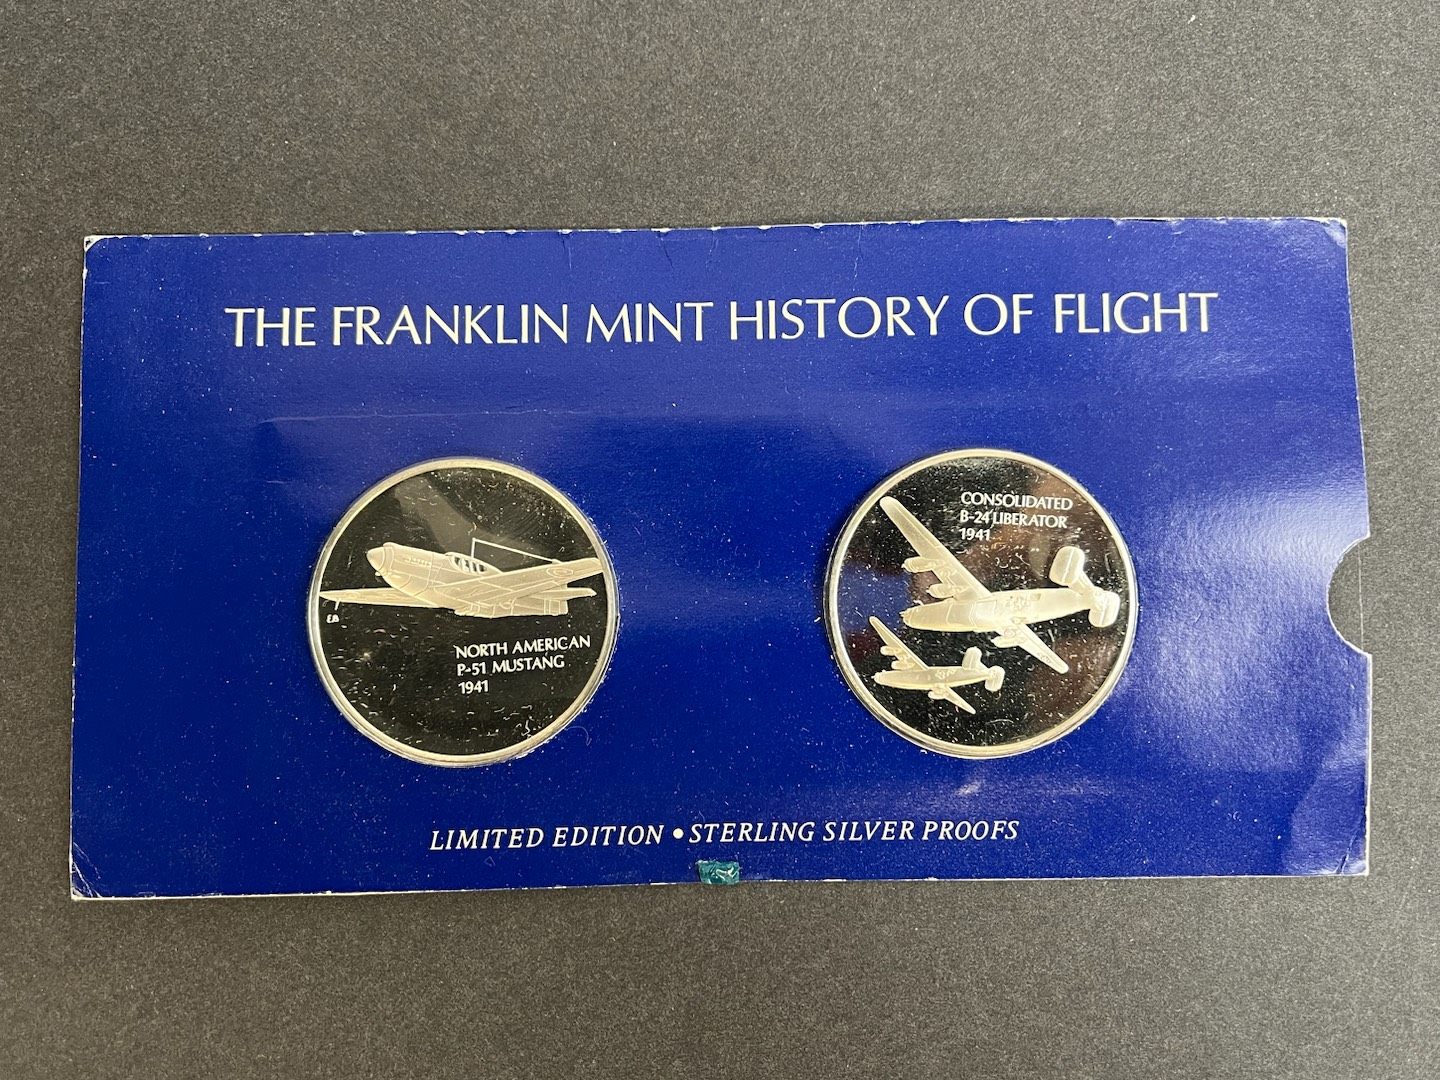 THE FRANKLIN MINT HISTORY OF FLIGHT
EB
NORTH AMERICAN
P-51 MUSTANG
1941
CONSOLIDATED
B-24 LIBERATOR
1941
LIMITED EDITION • STERLING SILVER PROOFS